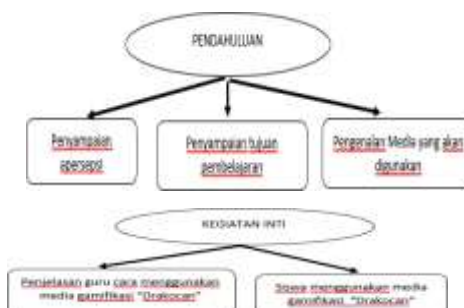 PENDAHULUAN
Penyampaian
apersepsi
Penyampaian tujuan
pembelajaran
Pengenalan Media yang akan
digunakan
KEGIATAN INTI
Penjelasan guru cara menggunakan
media gamifikasi "Drakocan"
Siswa menggunakan media
gamifikasi "Drakocan"